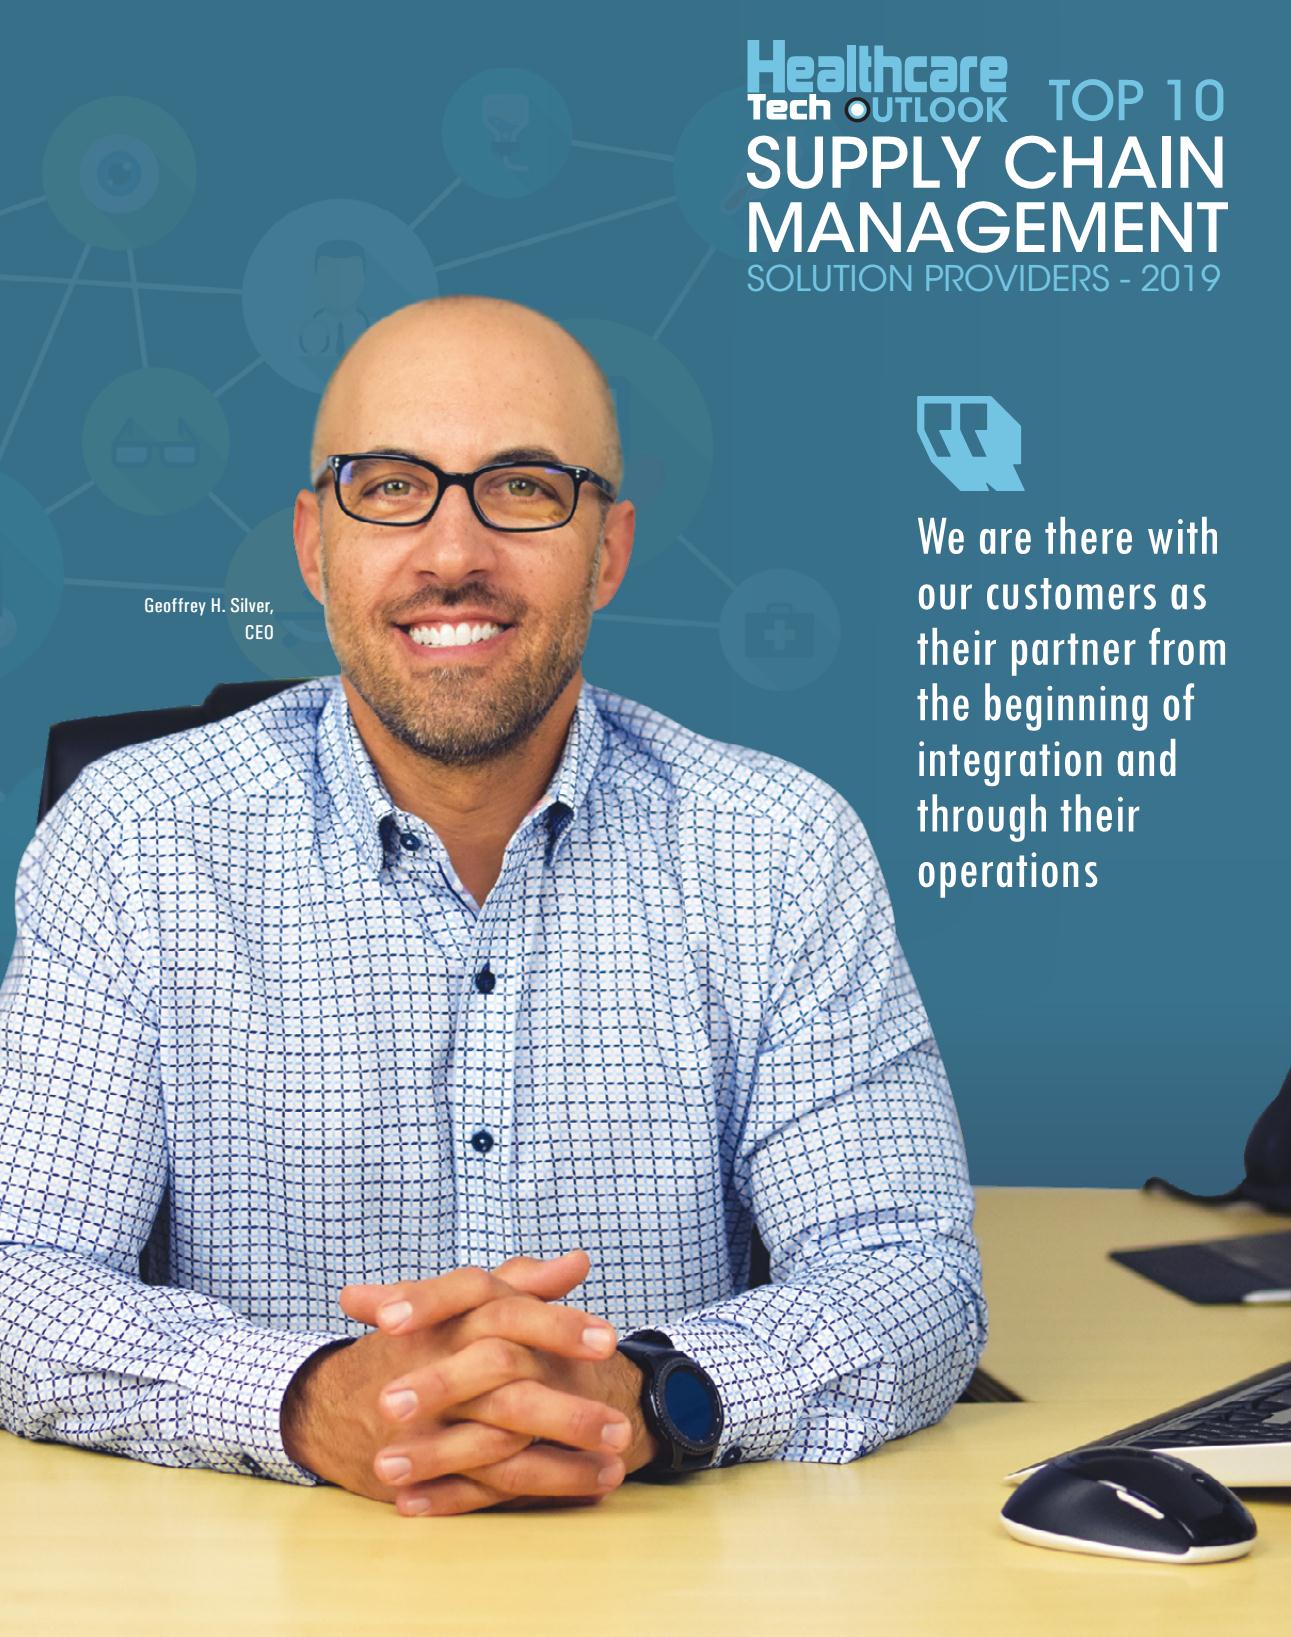 Healthcare
Tech OUTLOOK TOP 10
SUPPLY CHAIN
MANAGEMENT
SOLUTION PROVIDERS - 2019
We are there with
our customers as
their partner from
the beginning of
integration and
through their
operations
Geoffrey H. Silver,
CEO